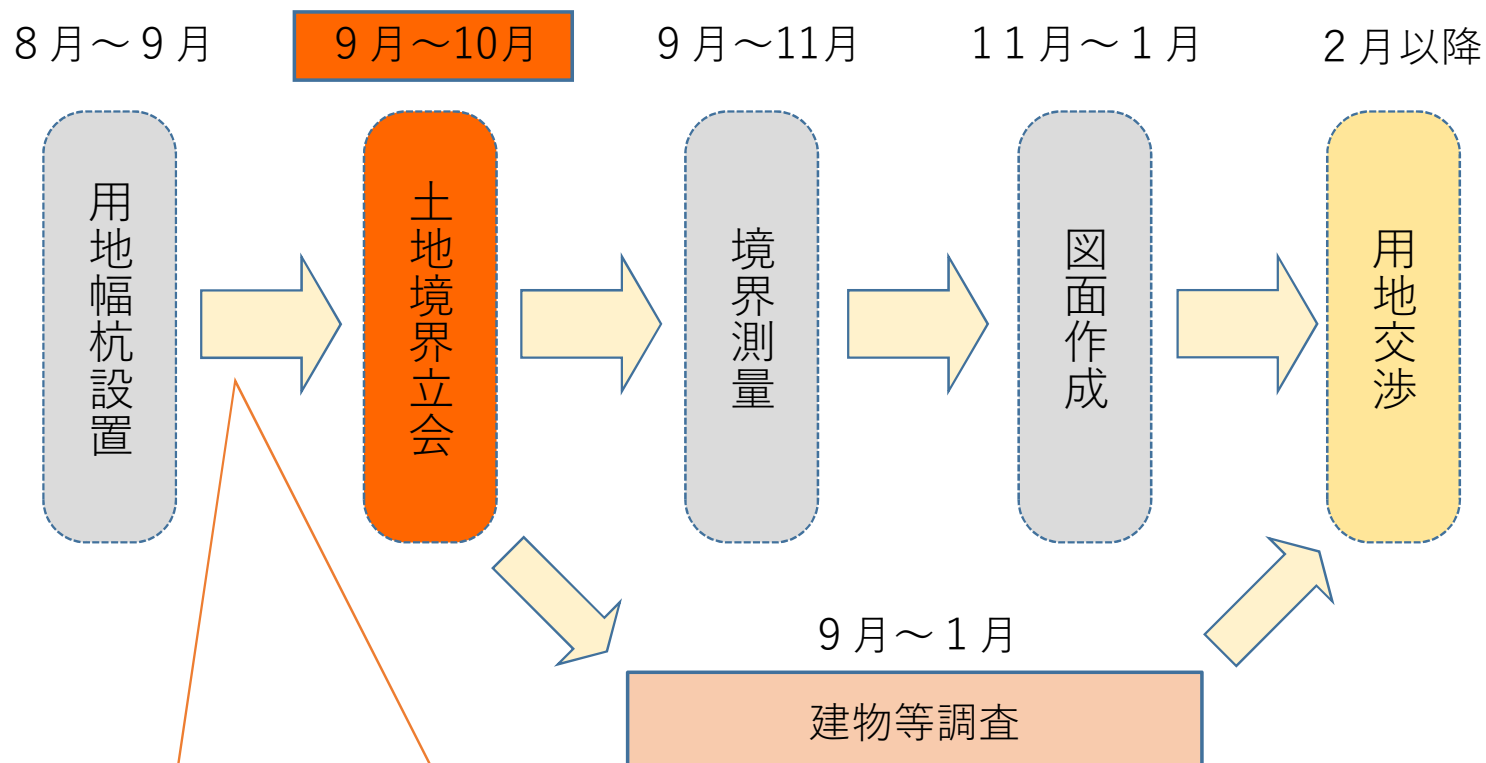 8月～9月
9月～10月
9月～11月
11月～1月
2月以降
用地幅杭設置
土地境界立会
境界測量
図面作成
用地交渉
9月～1月
建物等調査